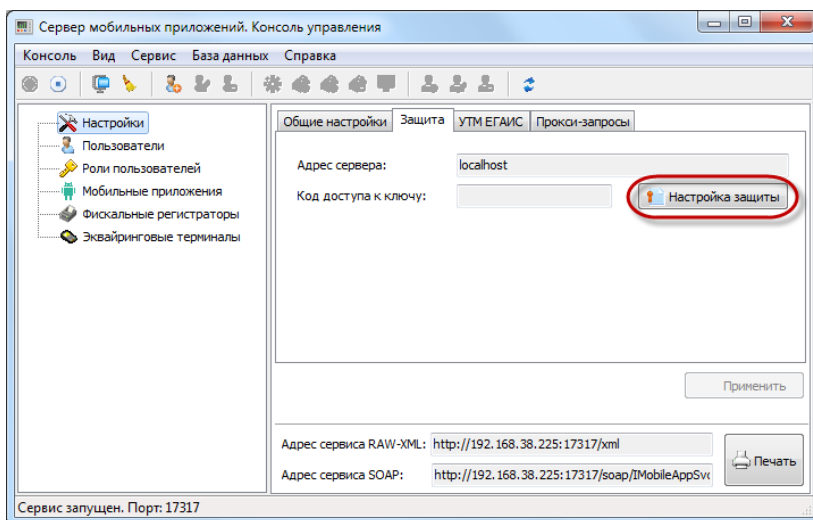 Сервер мобильных приложений. Консоль управления
Консоль Вид Сервис База данных Справка
Настройки
Пользователи
Роли пользователей
Мобильные приложения
Фискальные регистраторы
Эквайринговые терминалы
Общие настройки Защита УТМ ЕГАИС Прокси-запросы
Адрес сервера: localhost
Код доступа к ключу: Настройка защиты
Применить
Адрес сервиса RAW-XML: http://192.168.38.225:17317/xml
Адрес сервиса SOAP: http://192.168.38.225:17317/soap/IMobileAppSv
Печать
Сервис запущен. Порт: 17317